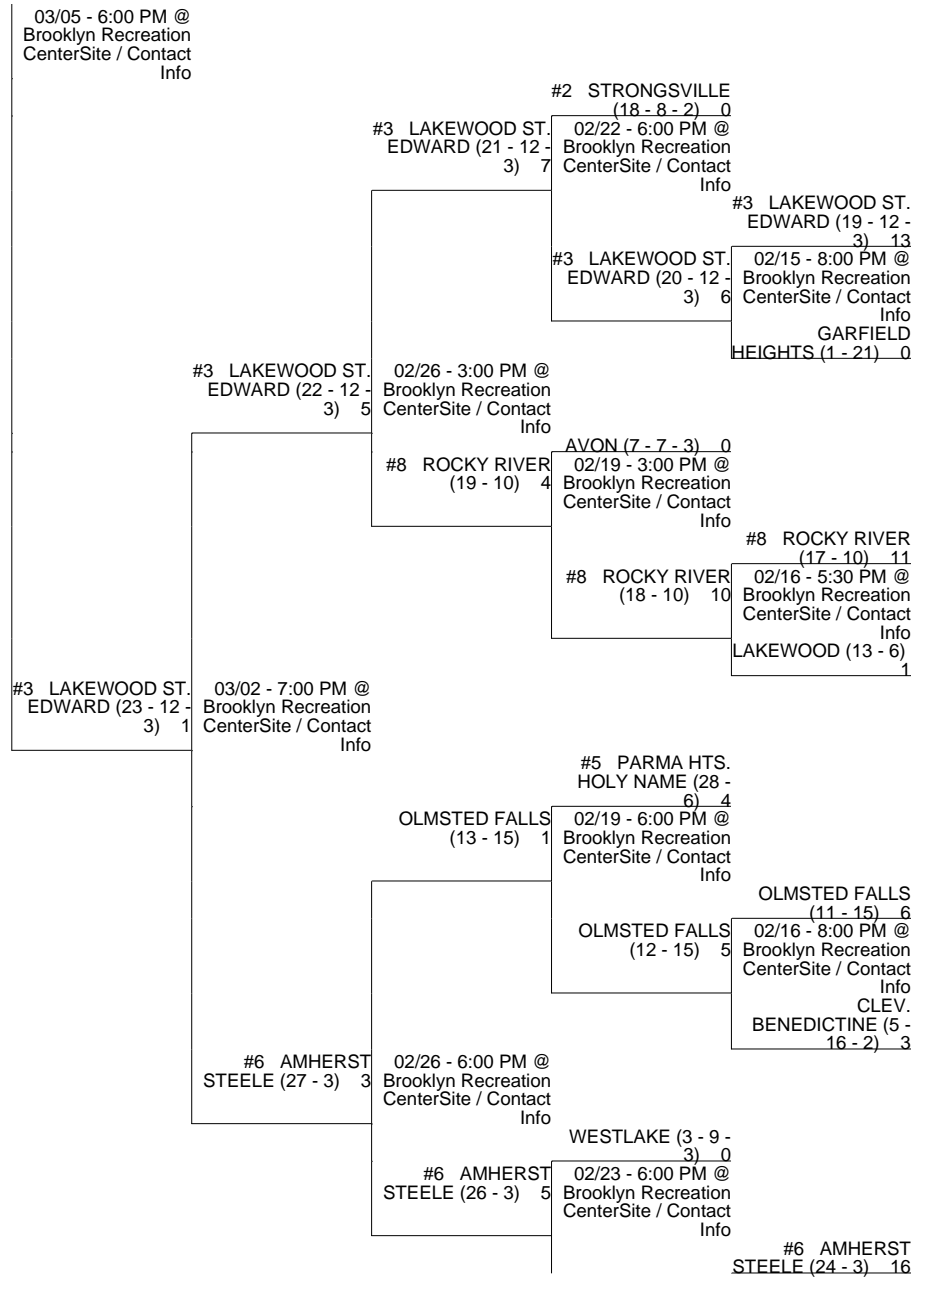 03/05 - 6:00 PM @
Brooklyn Recreation
CenterSite / Contact
Info
#2 STRONGSVILLE
(18 - 8 - 2) 0
#3 LAKEWOOD ST.
EDWARD (21 - 12 -
3) 7
02/22 - 6:00 PM @
Brooklyn Recreation
CenterSite / Contact
Info
#3 LAKEWOOD ST.
EDWARD (19 - 12 -
3) 13
#3 LAKEWOOD ST.
EDWARD (20 - 12 -
3) 6
02/15 - 8:00 PM @
Brooklyn Recreation
CenterSite / Contact
Info
GARFIELD
HEIGHTS (1 - 21) 0
#3 LAKEWOOD ST.
EDWARD (22 - 12 -
3) 5
02/26 - 3:00 PM @
Brooklyn Recreation
CenterSite / Contact
Info
AVON (7 - 7 - 3) 0
#8 ROCKY RIVER
(19 - 10) 4
02/19 - 3:00 PM @
Brooklyn Recreation
CenterSite / Contact
Info
#8 ROCKY RIVER
(17 - 10) 11
#8 ROCKY RIVER
(18 - 10) 10
02/16 - 5:30 PM @
Brooklyn Recreation
CenterSite / Contact
Info
LAKEWOOD (13 - 6)
1
#3 LAKEWOOD ST.
EDWARD (23 - 12 -
3) 1
03/02 - 7:00 PM @
Brooklyn Recreation
CenterSite / Contact
Info
#5 PARMA HTS.
HOLY NAME (28 -
6) 4
OLMSTED FALLS
(13 - 15) 1
02/19 - 6:00 PM @
Brooklyn Recreation
CenterSite / Contact
Info
OLMSTED FALLS
(11 - 15) 6
OLMSTED FALLS
(12 - 15) 5
02/16 - 8:00 PM @
Brooklyn Recreation
CenterSite / Contact
Info
CLEV.
BENEDICTINE (5 -
16 - 2) 3
#6 AMHERST
STEELE (27 - 3) 3
02/26 - 6:00 PM @
Brooklyn Recreation
CenterSite / Contact
Info
WESTLAKE (3 - 9 -
3) 0
#6 AMHERST
STEELE (26 - 3) 5
02/23 - 6:00 PM @
Brooklyn Recreation
CenterSite / Contact
Info
#6 AMHERST
STEELE (24 - 3) 16